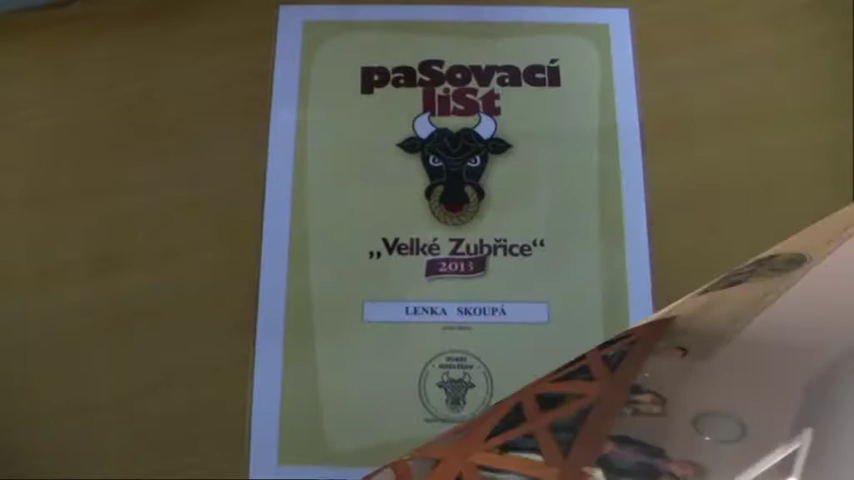 paSovací
liSt
„Velké Zubřice“
2013
LENKA SKOUPÁ